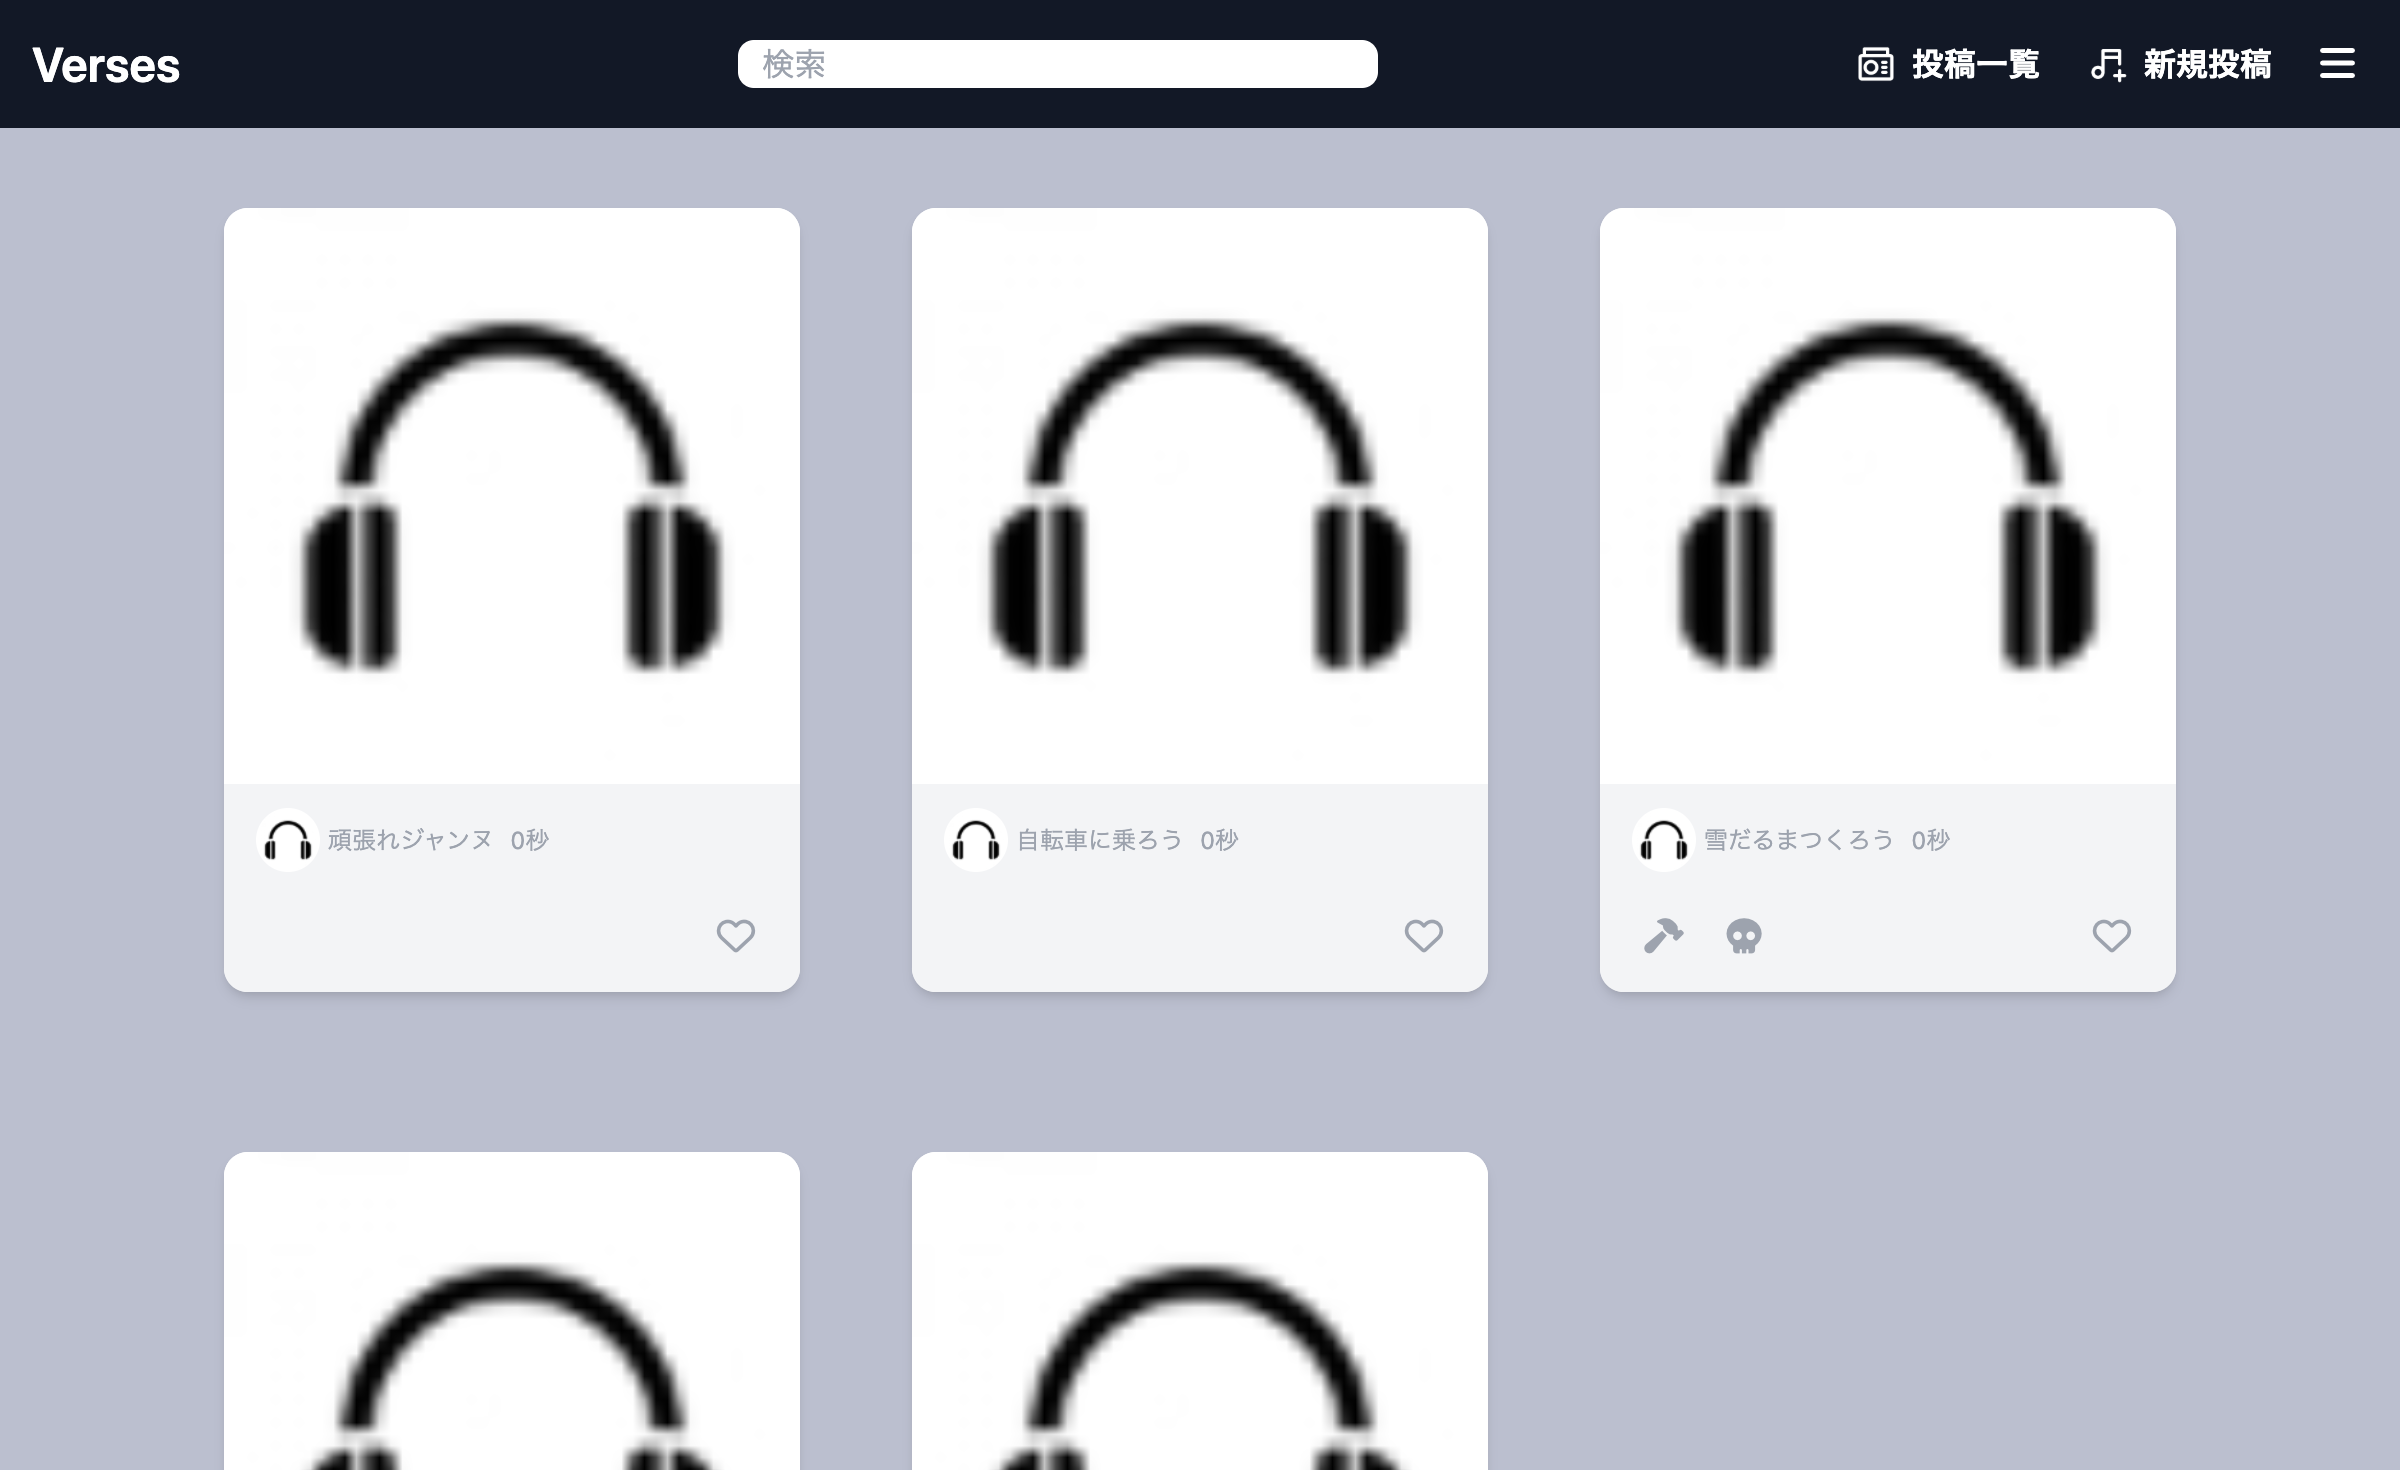 Verses
検索
投稿一覧
新規投稿
頑張れジャンヌ 0秒
自転車に乗ろう 0秒
雪だるまつくろう 0秒